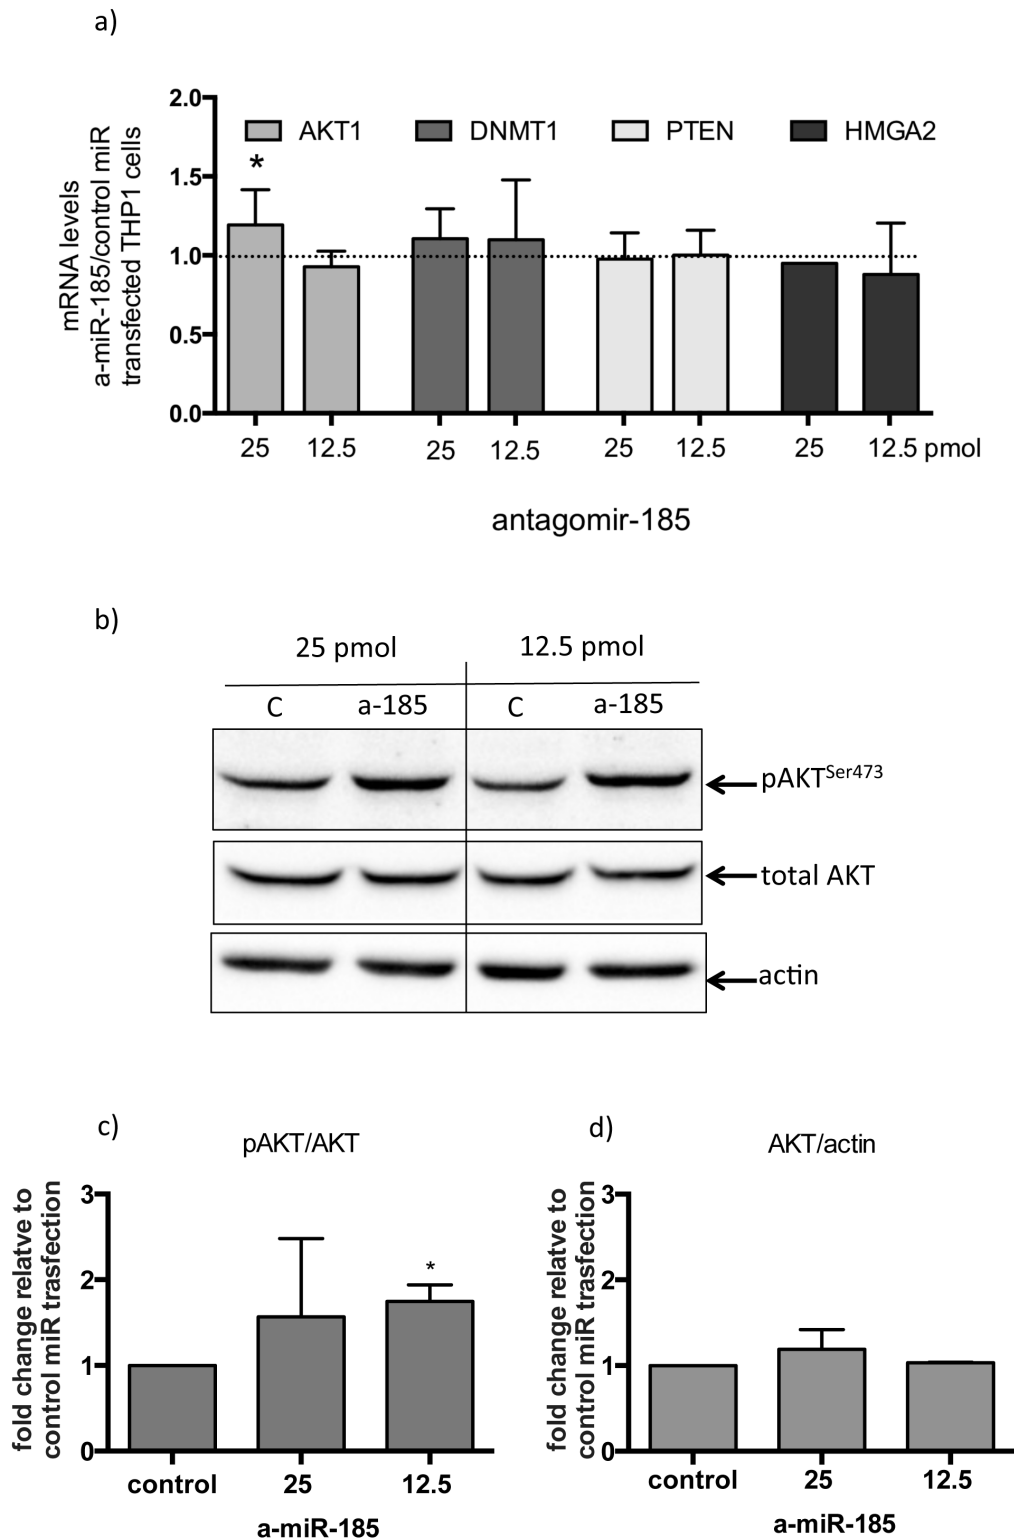 a)
2.0
1.5
1.0
0.5
0.0
mRNA levels
a-miR-185/control miR
transfected THP1 cells
AKT1 DNMT1 PTEN HMGA2
*
25 12.5 25 12.5 25 12.5 25 12.5 pmol
antagomir-185
b)
25 pmol 12.5 pmol
C a-185 C a-185
pAKTSer473
total AKT
actin
c)
pAKT/AKT
fold change relatve to
control miR trasfection
3
2
1
0
*
control 25 12.5
a-miR-185
d)
AKT/actin
fold change relatve to
control miR trasfection
3
2
1
0
control 25 12.5
a-miR-185